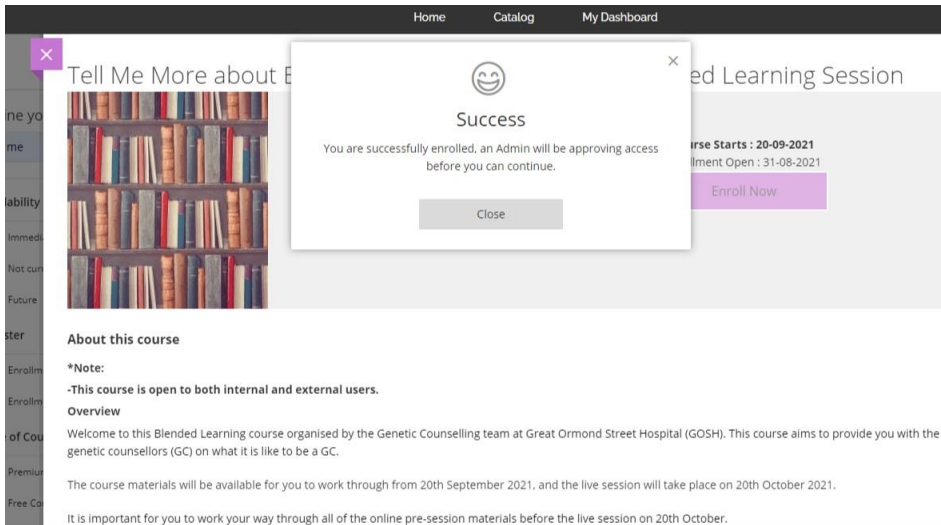 Home Catalog My Dashboard
Tell Me More about
ed Learning Session
Success
You are successfully enrolled, an Admin will be approving access
before you can continue.
Close
rse Starts : 20-09-2021
llment Open : 31-08-2021
Enroll Now
ne yo
me
lability
Immedi
Not curr
Future
ster
Enrollm
Enrollm
of Cou
Premiur
Free Co
About this course
*Note:
-This course is open to both internal and external users.
Overview
Welcome to this Blended Learning course organised by the Genetic Counselling team at Great Ormond Street Hospital (GOSH). This course aims to provide you with the
genetic counsellors (GC) on what it is like to be a GC.
The course materials will be available for you to work through from 20th September 2021, and the live session will take place on 20th October 2021.
It is important for you to work your way through all of the online pre-session materials before the live session on 20th October.